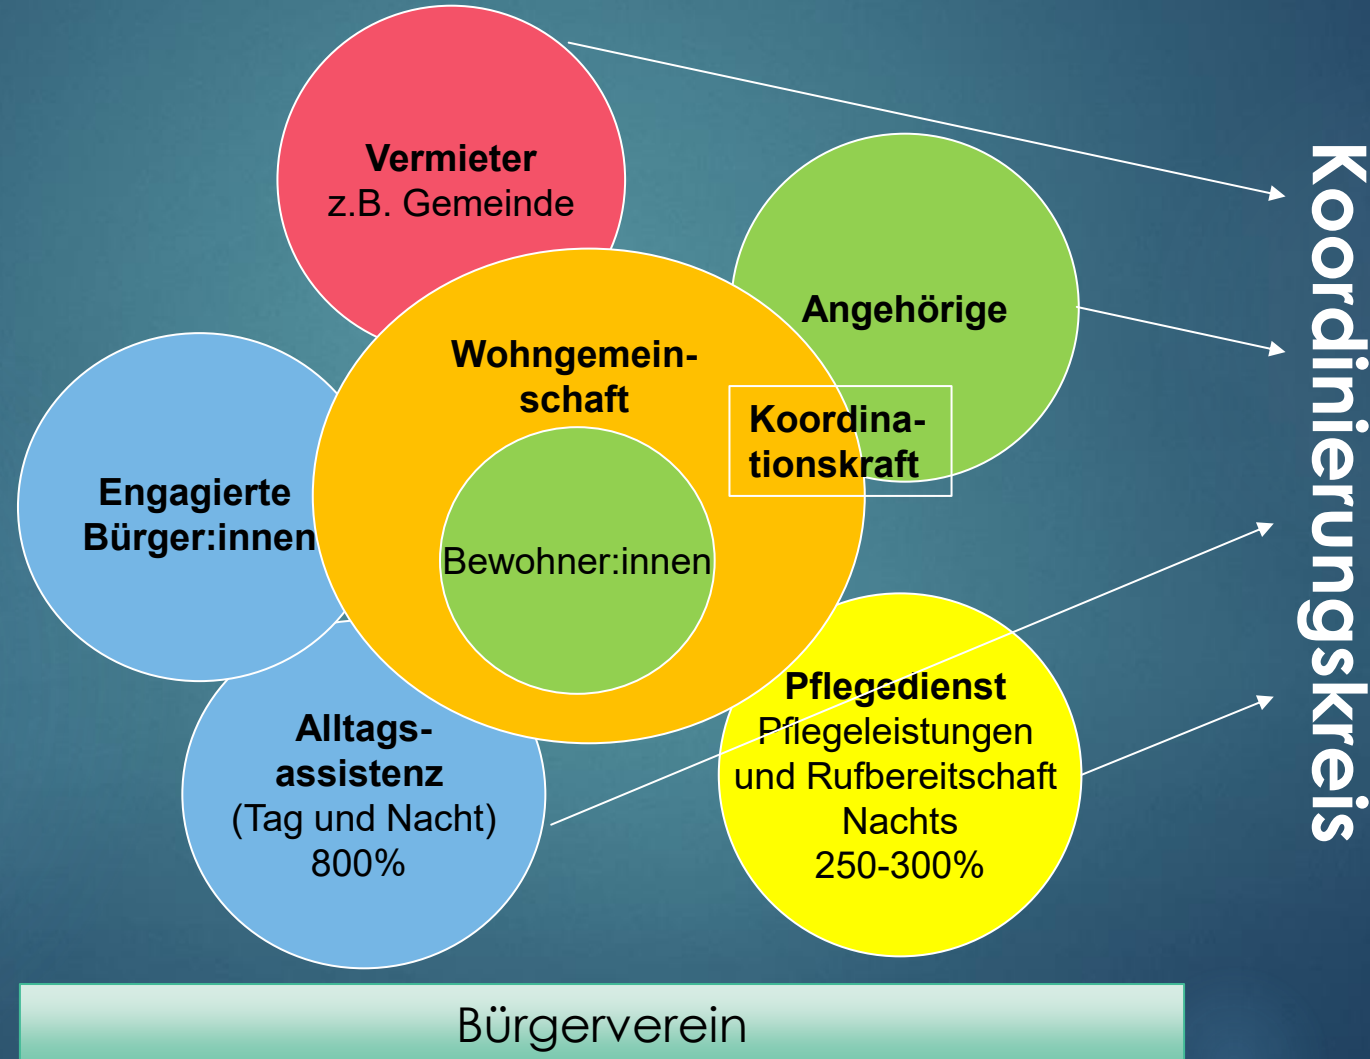 Vermieter
z.B. Gemeinde
Angehörige
Wohngemein-
schaft
Koordina-
tionskraft
Engagierte
Bürger:innen
Bewohner:innen
Alltags-
assistenz
(Tag und Nacht)
800%
Pflegedienst
Pflegeleistungen
und Rufbereitschaft
Nachts
250-300%
Koordinierungskreis
Bürgerverein